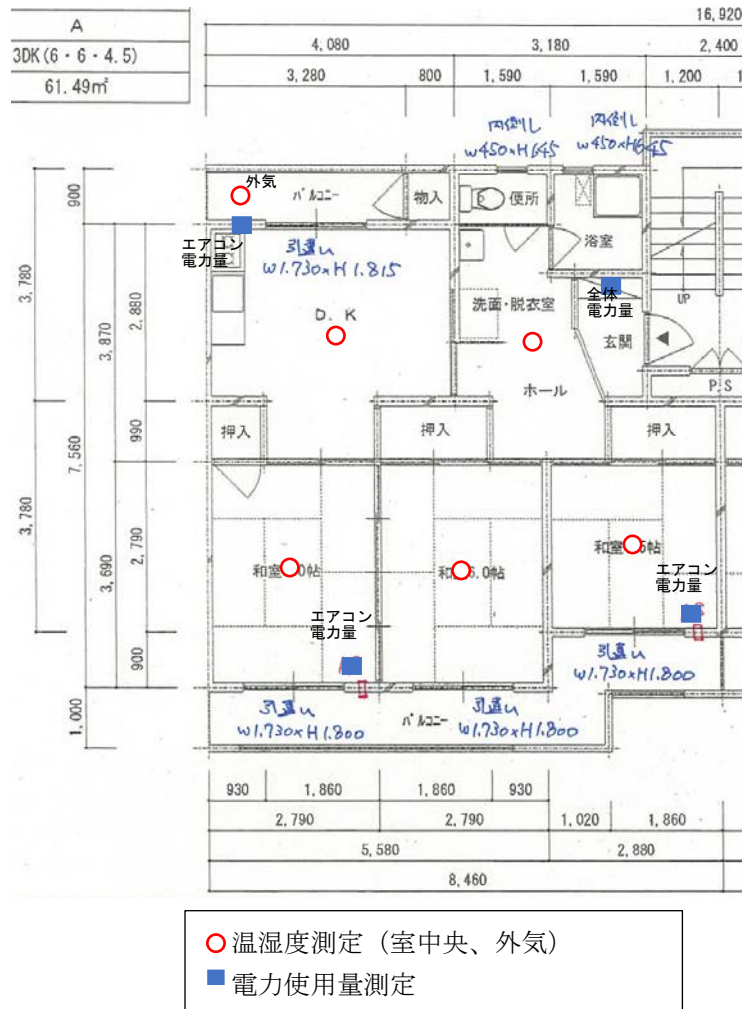 A
3DK(6・6・4.5)
61.49㎡
16,920
4,080
3,180
2,400
3,280
800
1,590
1,590
1,200
内倒し
w450×H645
内倒し
w450×H645
900
3,780
3,870
2,880
7,560
990
3,780
3,690
2,790
900
1,000
外気
バルコニー
物入
便所
浴室
エアコン
電力量
引違い
w1.730×H1.815
D.K
洗面・脱衣室
全体
電力量
玄関
UP
ホール
P.S
押入
押入
押入
和室
0帖
和
6.0帖
和室
5帖
エアコン
電力量
エアコン
電力量
引違い
w1.730×H1.800
バルコニー
引違い
w1.730×H1.800
引違い
w1.730×H1.800
930
1,860
1,860
930
2,790
2,790
1,020
1,860
5,580
2,880
8,460
温湿度測定（室中央、外気）
電力使用量測定